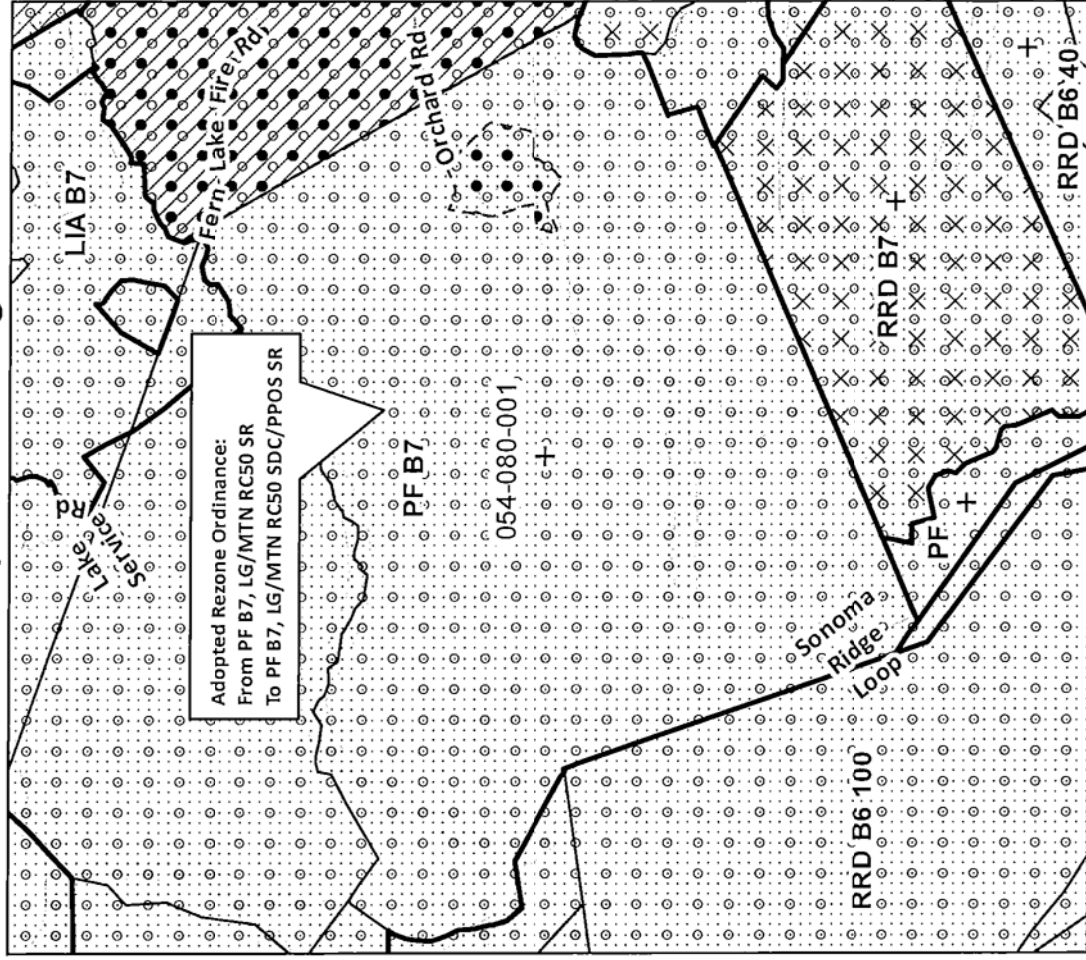 LIA B7
Fern Lake Fire Rd
Orchard Rd
Lake
Service Rd
Adopted Rezone Ordinance:
From PF B7, LG/MTN RC50 SR
To PF B7, LG/MTN RC50 SDC/PPOS SR
PF B7
054-080-001
RRD B7
RRD B6 40
PF
Sonoma
Ridge
Loop
RRD B6 100